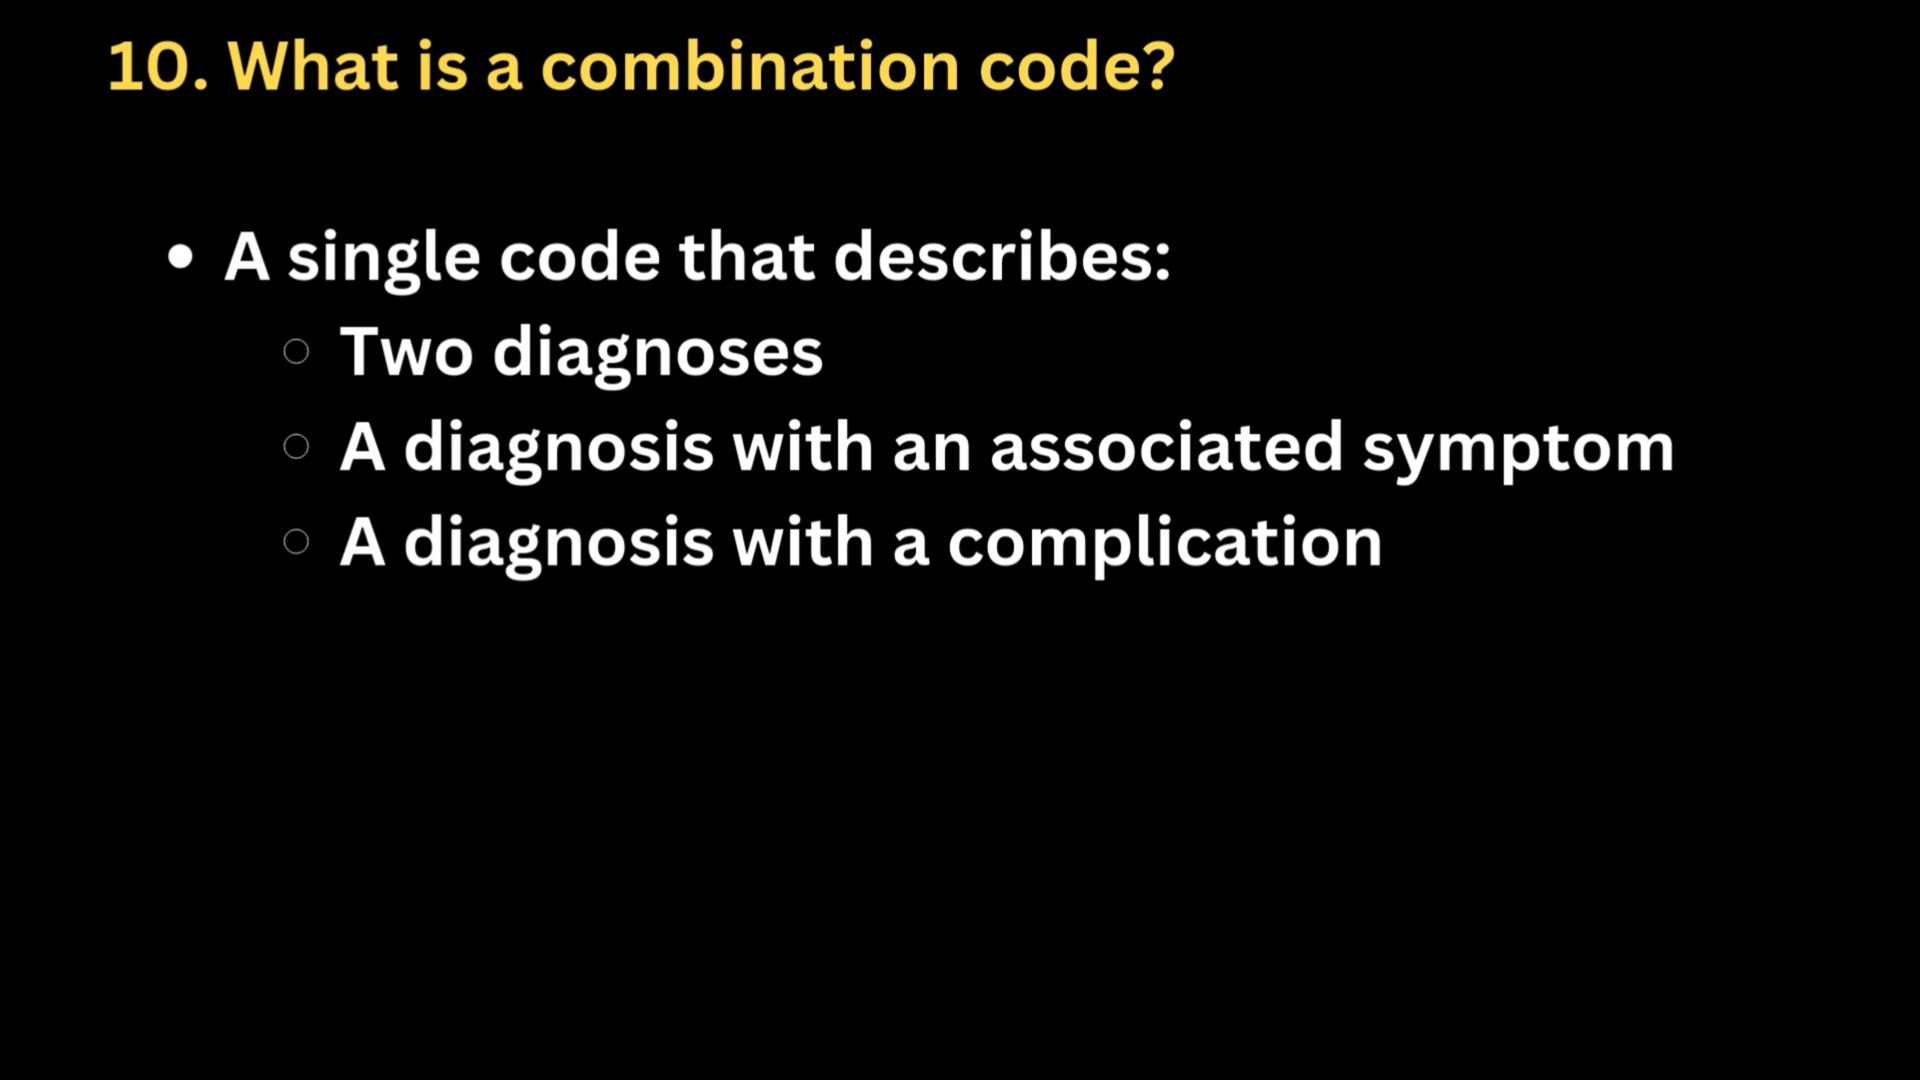 10. What is a combination code?
• A single code that describes:
○ Two diagnoses
○ A diagnosis with an associated symptom
○ A diagnosis with a complication